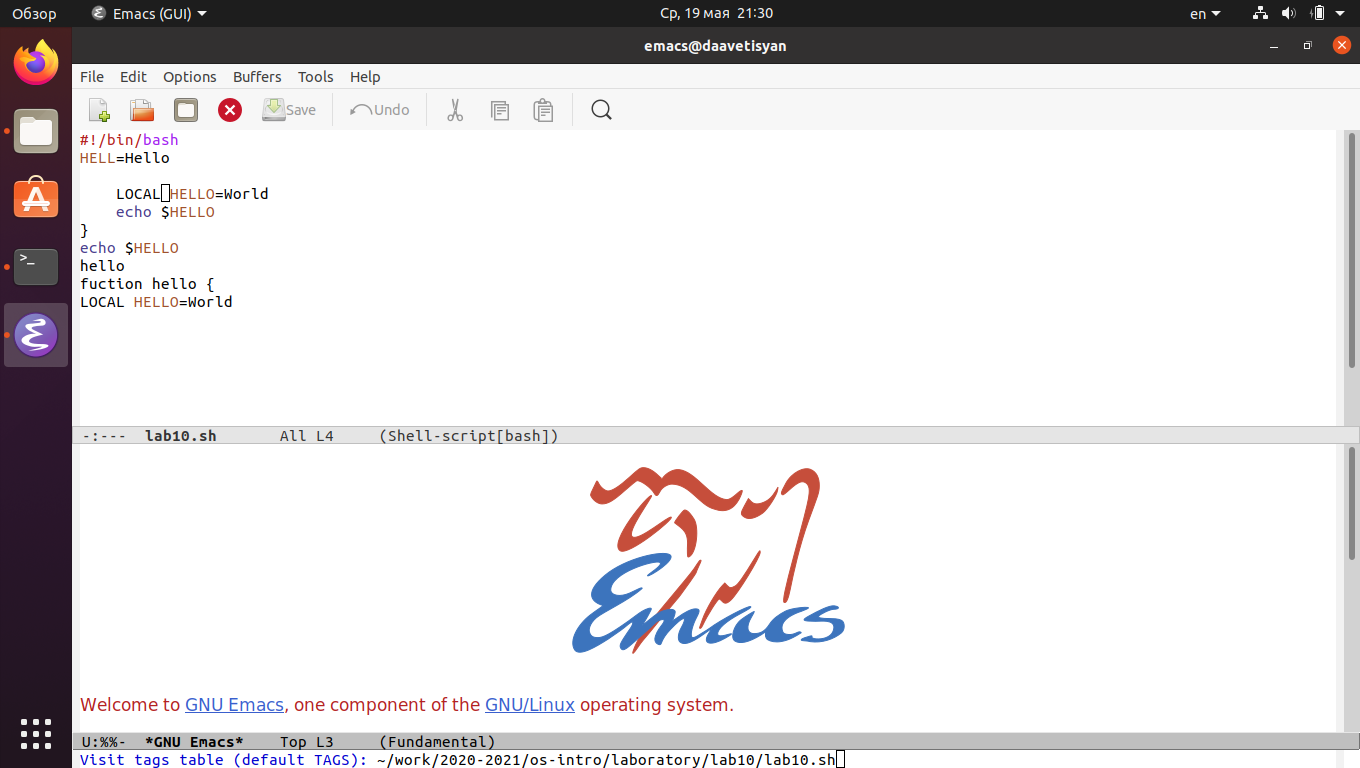 Обзор Emacs (GUI) Ср, 19 мая 21:30 en
emacs@daavetisyan
File Edit Options Buffers Tools Help
Save Undo
#!/bin/bash
HELL=Hello
LOCAL HELLO=World
echo $HELLO
}
echo $HELLO
hello
fuction hello {
LOCAL HELLO=World
-:--- lab10.sh All L4 (Shell-script[bash])
Emacs
Welcome to GNU Emacs, one component of the GNU/Linux operating system.
U:%%- *GNU Emacs* Top L3 (Fundamental)
Visit tags table (default TAGS): ~/work/2020-2021/os-intro/laboratory/lab10/lab10.sh